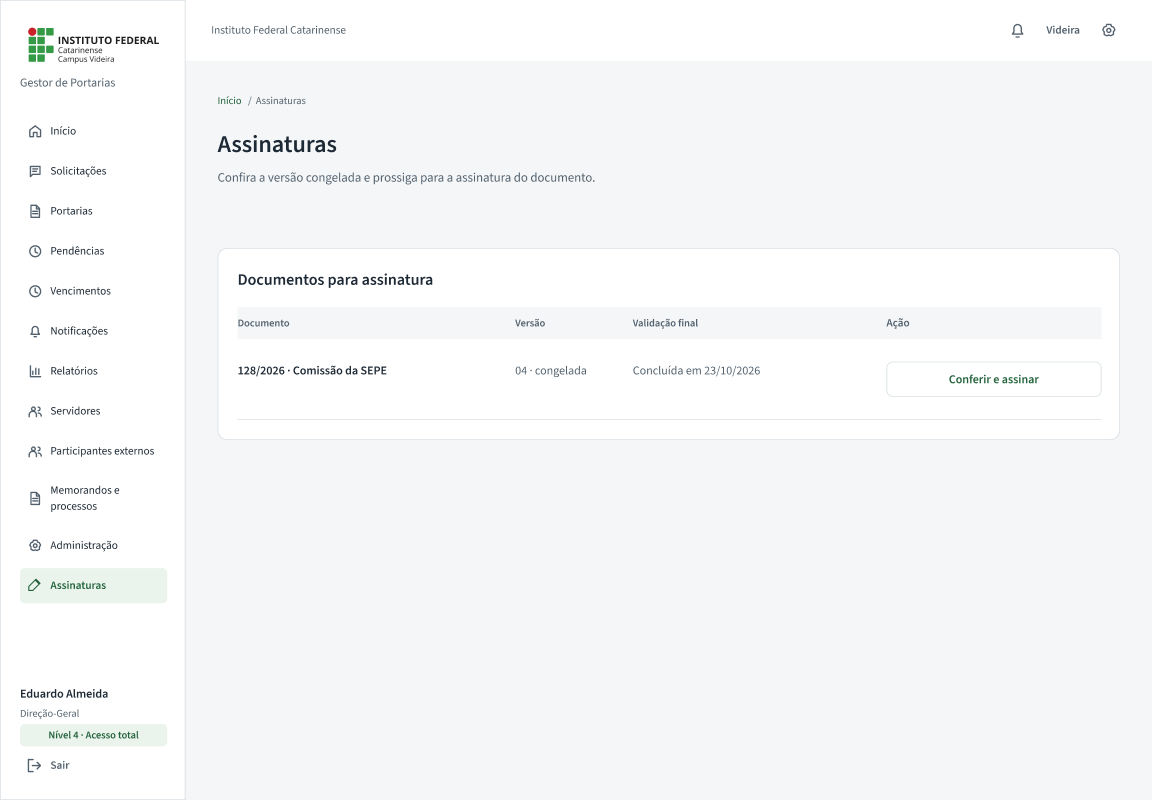 INSTITUTO FEDERAL
Catarinense
Campus Videira
Gestor de Portarias
Início
Solicitações
Portarias
Pendências
Vencimentos
Notificações
Relatórios
Servidores
Participantes externos
Memorandos e
processos
Administração
Assinaturas
Eduardo Almeida
Direção-Geral
Nível 4 · Acesso total
Sair
Instituto Federal Catarinense
Videira
Início / Assinaturas
Assinaturas
Confira a versão congelada e prossiga para a assinatura do documento.
Documentos para assinatura
Documento Versão Validação final Ação
128/2026 · Comissão da SEPE 04 · congelada Concluída em 23/10/2026 Conferir e assinar